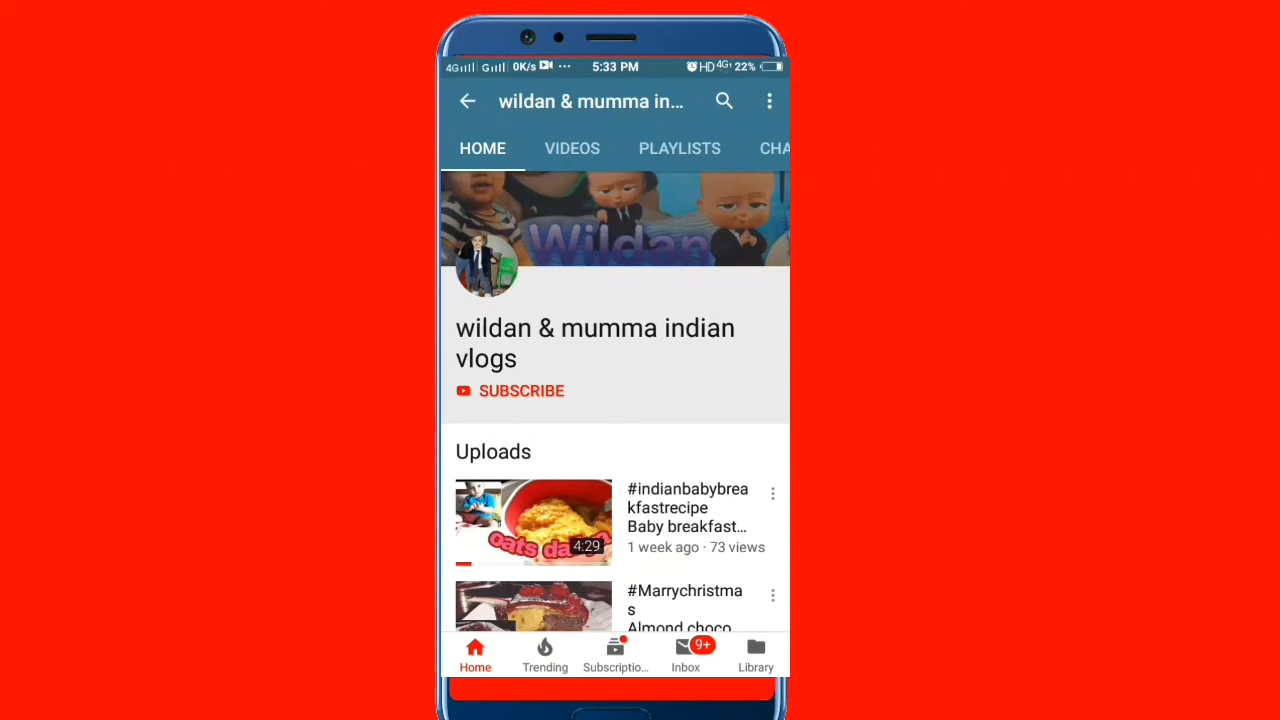 4G G 0K/s 5:33 PM HD 4G 22%
wildan & mumma in...
HOME VIDEOS PLAYLISTS CHA
Wildan
wildan & mumma indian
vlogs
SUBSCRIBE
Uploads
#indianbabybrea
kfastrecipe
Baby breakfast...
1 week ago · 73 views
oats
4:29
#Marrychristma
s
Almond choco
9+
Home Trending Subscriptio... Inbox Library